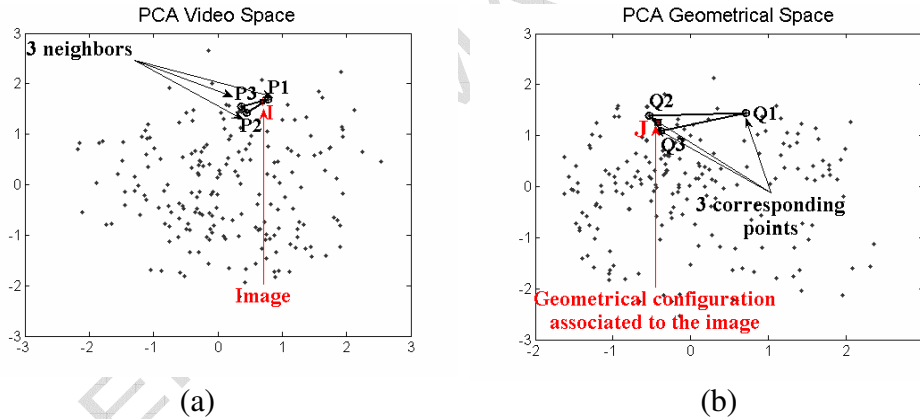 PCA Video Space
3
3 neighbors
2
P3
P1
I
P2
1
0
-1
-2
Image
-3
-3
-2
-1
0
1
2
3
(a)
PCA Geometrical Space
3
2
Q2
Q1
J
1
Q3
0
3 corresponding
points
-1
-2
Geometrical configuration
associated to the image
-3
-2
-1
0
1
2
(b)